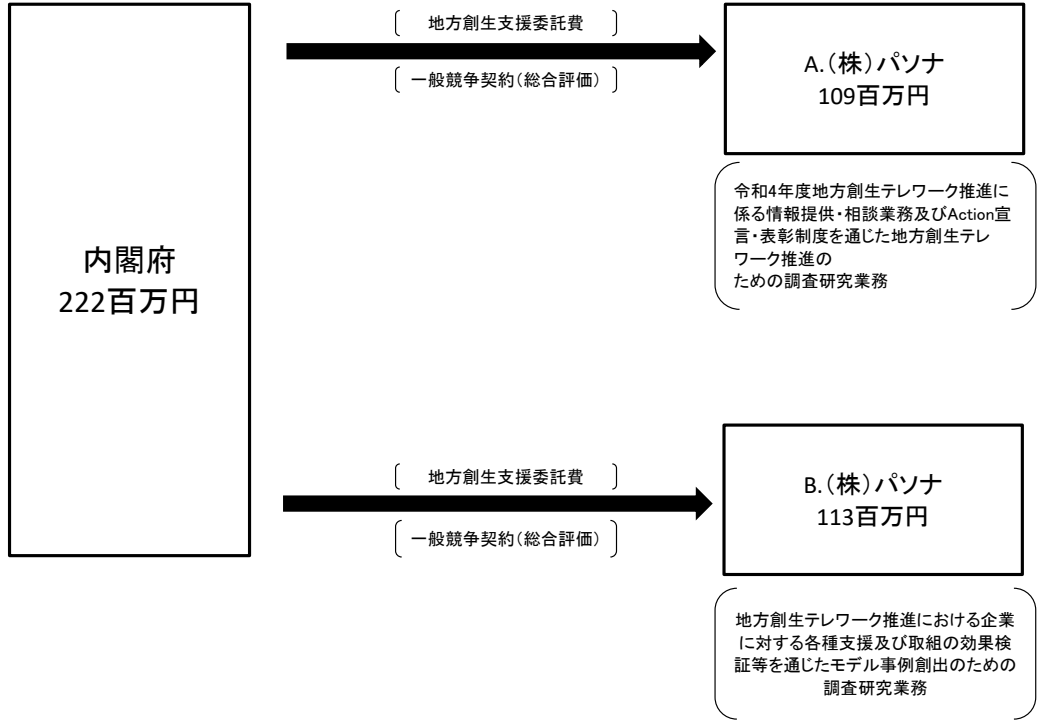 内閣府
222百万円
地方創生支援委託費
一般競争契約(総合評価)
A.(株)パソナ
109百万円
令和4年度地方創生テレワーク推進に
係る情報提供・相談業務及びAction宣
言・表彰制度を通じた地方創生テレ
ワーク推進の
ための調査研究業務
地方創生支援委託費
一般競争契約(総合評価)
B.(株)パソナ
113百万円
地方創生テレワーク推進における企業
に対する各種支援及び取組の効果検
証等を通じたモデル事例創出のための
調査研究業務